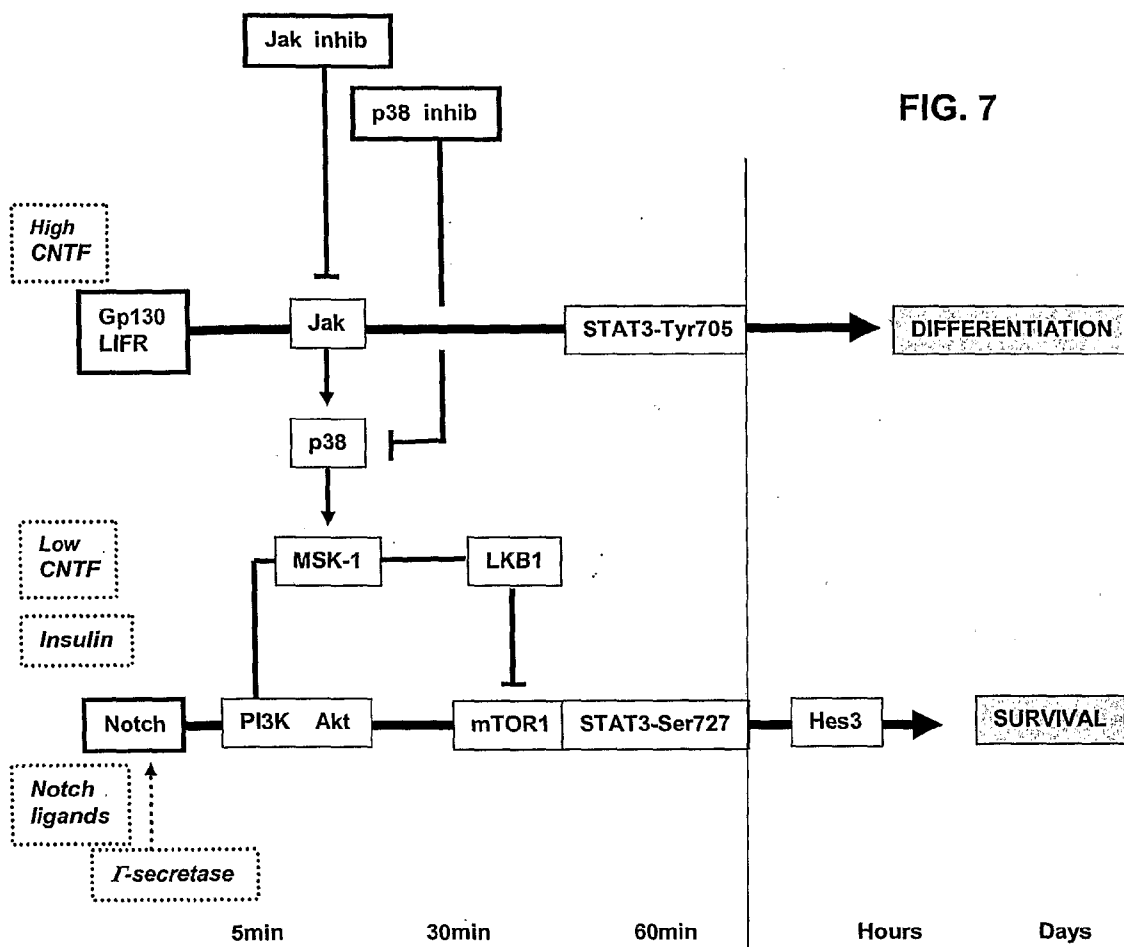 Jak inhib
p38 inhib
FIG. 7
High
CNTF
Gp130
LIFR
Jak
STAT3-Tyr705
DIFFERENTIATION
p38
Low
CNTF
MSK-1
LKB1
Insulin
Notch
PI3K Akt
mTOR1
STAT3-Ser727
Hes3
SURVIVAL
Notch
ligands
Γ-secretase
5min
30min
60min
Hours
Days